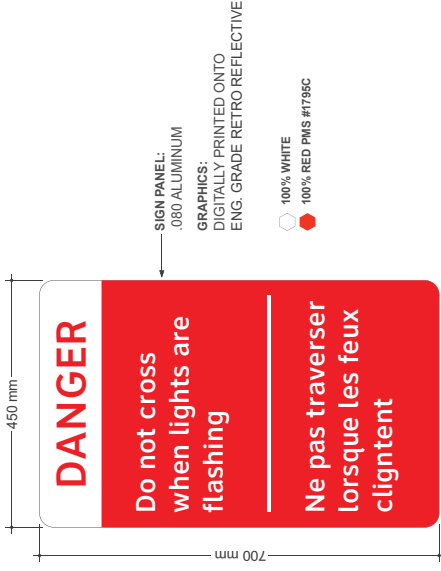 450 mm
700 mm
DANGER
Do not cross
when lights are
flashing
Ne pas traverser
lorsque les feux
cligntent
SIGN PANEL:
.080 ALUMINUM
GRAPHICS:
DIGITALLY PRINTED ONTO
ENG. GRADE RETRO REFLECTIVE
100% WHITE
100% RED PMS #1795C